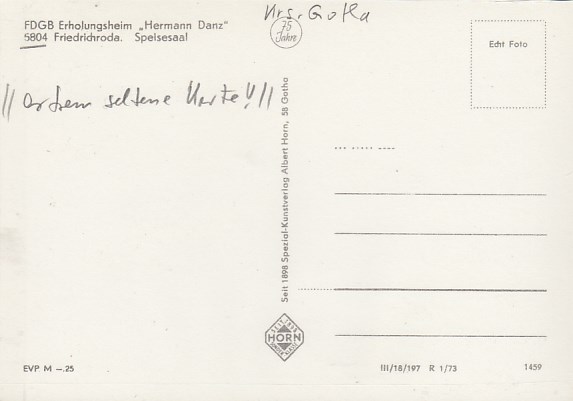 Krs. Gotha
FDGB Erholungsheim „Hermann Danz"
5804 Friedrichroda. Speisesaal
75
Jahre
Echt Foto
// extrem seltene Karte!! //
Seit 1898 Spezial-Kunstverlag Albert Horn, 58 Gotha
HORN
EVP M –.25
III/18/197 R 1/73
1459